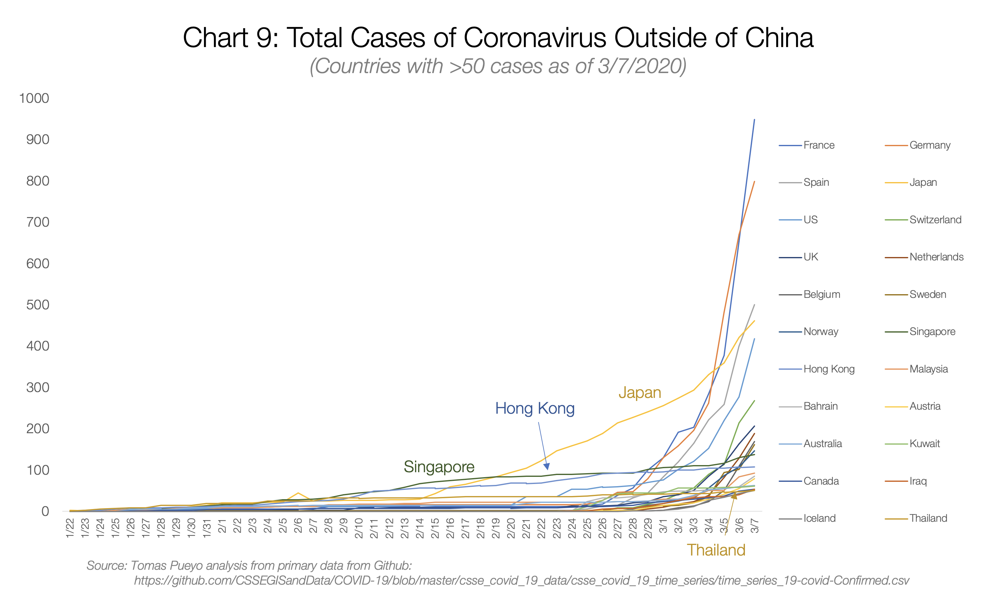 Chart 9: Total Cases of Coronavirus Outside of China
(Countries with >50 cases as of 3/7/2020)
1000
900
800
700
600
500
400
300
200
100
0
Japan
Hong Kong
Singapore
Thailand
1/22 1/23 1/24 1/25 1/26 1/27 1/28 1/29 1/30 1/31 2/1 2/2 2/3 2/4 2/5 2/6 2/7 2/8 2/9 2/10 2/11 2/12 2/13 2/14 2/15 2/16 2/17 2/18 2/19 2/20 2/21 2/22 2/23 2/24 2/25 2/26 2/27 2/28 2/29 3/1 3/2 3/3 3/4 3/5 3/6 3/7
France Germany
Spain Japan
US Switzerland
UK Netherlands
Belgium Sweden
Norway Singapore
Hong Kong Malaysia
Bahrain Austria
Australia Kuwait
Canada Iraq
Iceland Thailand
Source: Tomas Pueyo analysis from primary data from Github:
https://github.com/CSSEGISandData/COVID-19/blob/master/csse_covid_19_data/csse_covid_19_time_series/time_series_19-covid-Confirmed.csv